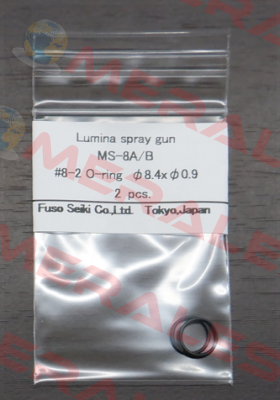 Lumina spray gun
MS-8A/B
#8-2 O-ring φ8.4xφ0.9
2 pcs.
Fuso Seiki Co.,Ltd. Tokyo,Japan